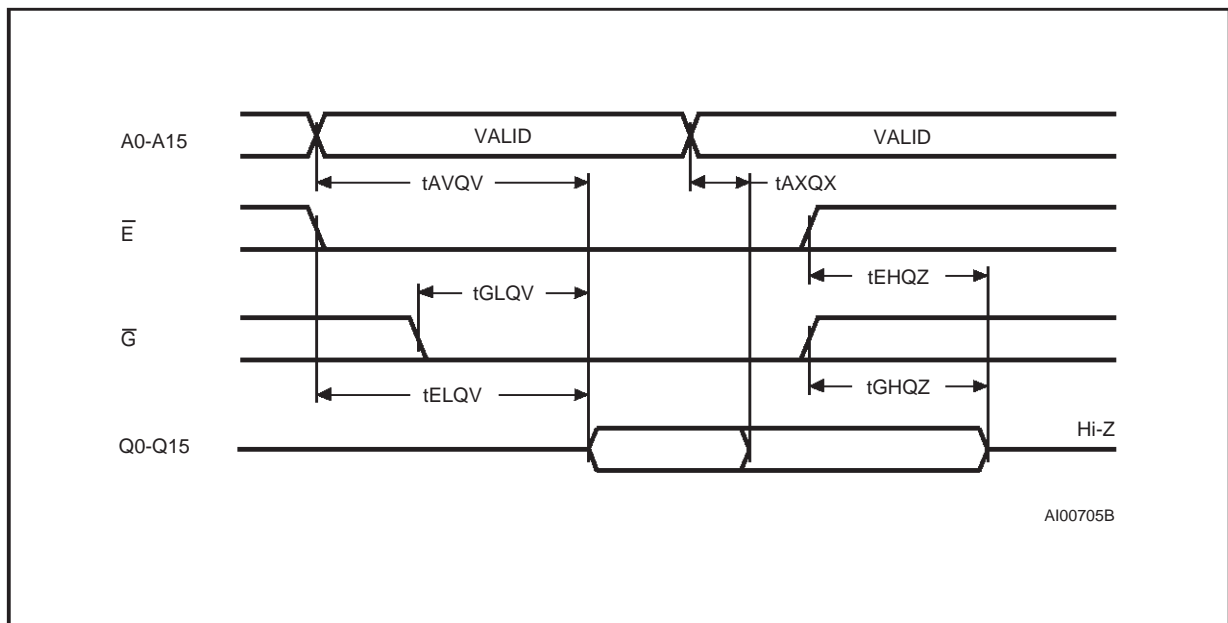 A0-A15
VALID
VALID
tAVQV
tAXQX
E̅
tGLQV
tEHQZ
G̅
tELQV
tGHQZ
Q0-Q15
Hi-Z
AI00705B